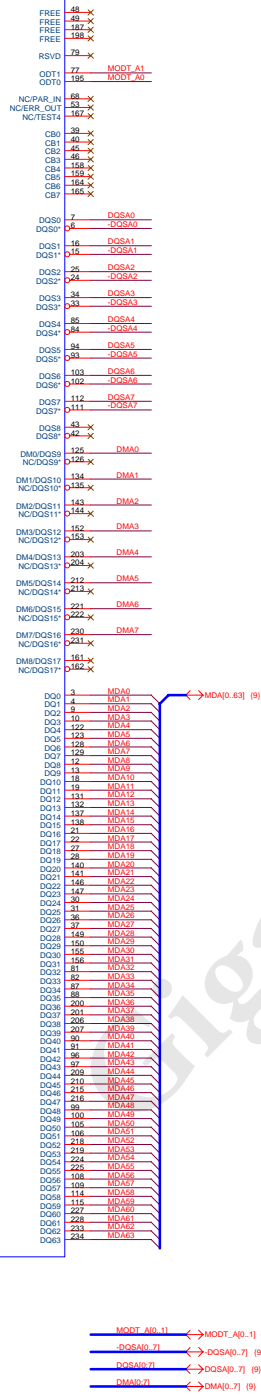 FREE 48
FREE 49
FREE 187
FREE 198
RSVD 79
ODT1 77 MODT_A1
ODT0 195 MODT_A0
NC/PAR_IN 68
NC/ERR_OUT 53
NC/TEST4 167
CB0 39
CB1 40
CB2 45
CB3 46
CB4 158
CB5 159
CB6 164
CB7 165
DQS0 7 DQSA0
DQS0* 6 -DQSA0
DQS1 16 DQSA1
DQS1* 15 -DQSA1
DQS2 25 DQSA2
DQS2* 24 -DQSA2
DQS3 34 DQSA3
DQS3* 33 -DQSA3
DQS4 85 DQSA4
DQS4* 84 -DQSA4
DQS5 94 DQSA5
DQS5* 93 -DQSA5
DQS6 103 DQSA6
DQS6* 102 -DQSA6
DQS7 112 DQSA7
DQS7* 111 -DQSA7
DQS8 43
DQS8* 42
DM0/DQS9 125 DMA0
NC/DQS9* 126
DM1/DQS10 134 DMA1
NC/DQS10* 135
DM2/DQS11 143 DMA2
NC/DQS11* 144
DM3/DQS12 152 DMA3
NC/DQS12* 153
DM4/DQS13 203 DMA4
NC/DQS13* 204
DM5/DQS14 212 DMA5
NC/DQS14* 213
DM6/DQS15 221 DMA6
NC/DQS15* 222
DM7/DQS16 230 DMA7
NC/DQS16* 231
DM8/DQS17 161
NC/DQS17* 162
DQ0 3 MDA0 MDA[0..63] (9)
DQ1 4 MDA1
DQ2 9 MDA2
DQ3 10 MDA3
DQ4 122 MDA4
DQ5 123 MDA5
DQ6 128 MDA6
DQ7 129 MDA7
DQ8 12 MDA8
DQ9 13 MDA9
DQ10 18 MDA10
DQ11 19 MDA11
DQ12 131 MDA12
DQ13 132 MDA13
DQ14 137 MDA14
DQ15 138 MDA15
DQ16 21 MDA16
DQ17 22 MDA17
DQ18 27 MDA18
DQ19 28 MDA19
DQ20 140 MDA20
DQ21 141 MDA21
DQ22 146 MDA22
DQ23 147 MDA23
DQ24 30 MDA24
DQ25 31 MDA25
DQ26 36 MDA26
DQ27 37 MDA27
DQ28 149 MDA28
DQ29 150 MDA29
DQ30 155 MDA30
DQ31 156 MDA31
DQ32 81 MDA32
DQ33 82 MDA33
DQ34 87 MDA34
DQ35 88 MDA35
DQ36 200 MDA36
DQ37 201 MDA37
DQ38 206 MDA38
DQ39 207 MDA39
DQ40 90 MDA40
DQ41 91 MDA41
DQ42 96 MDA42
DQ43 97 MDA43
DQ44 209 MDA44
DQ45 210 MDA45
DQ46 215 MDA46
DQ47 216 MDA47
DQ48 99 MDA48
DQ49 100 MDA49
DQ50 105 MDA50
DQ51 106 MDA51
DQ52 218 MDA52
DQ53 219 MDA53
DQ54 224 MDA54
DQ55 225 MDA55
DQ56 108 MDA56
DQ57 109 MDA57
DQ58 114 MDA58
DQ59 115 MDA59
DQ60 227 MDA60
DQ61 228 MDA61
DQ62 233 MDA62
DQ63 234 MDA63
MODT_A[0..1] MODT_A[0..1]
-DQSA[0..7] -DQSA[0..7] (9
DQSA[0:7] DQSA[0..7] (9)
DMA[0:7] DMA[0..7] (9)
Giga